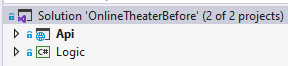 Solution 'OnlineTheaterBefore' (2 of 2 projects)
Api
C# Logic